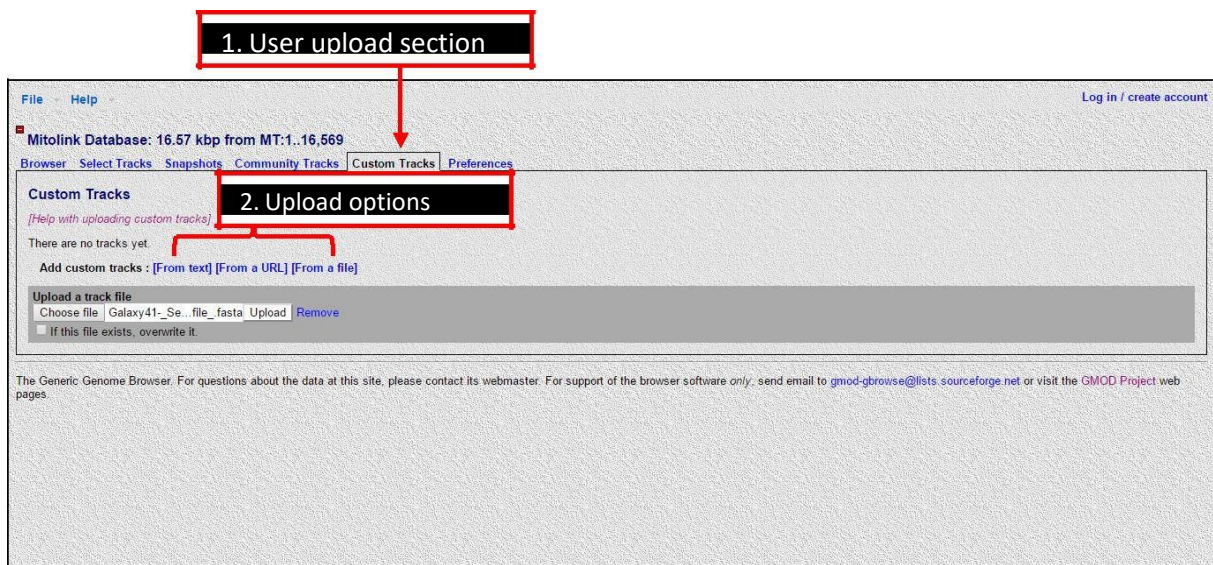 1. User upload section
File Help
Log in / create account
Mitolink Database: 16.57 kbp from MT:1..16,569
Browser Select Tracks Snapshots Community Tracks Custom Tracks Preferences
Custom Tracks
2. Upload options
[Help with uploading custom tracks]
There are no tracks yet.
Add custom tracks : [From text] [From a URL] [From a file]
Upload a track file
Choose file Galaxy41-_Se...file_.fasta Upload Remove
If this file exists, overwrite it.
The Generic Genome Browser. For questions about the data at this site, please contact its webmaster. For support of the browser software only, send email to gmod-gbrowse@lists.sourceforge.net or visit the GMOD Project web
pages.